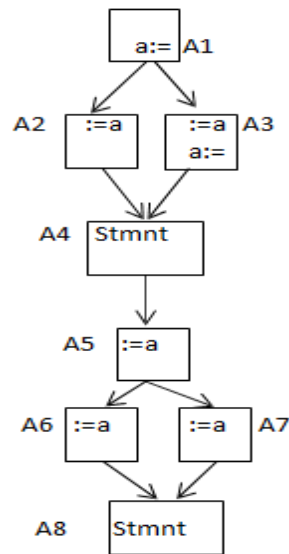 a:= A1
A2 :=a
:=a A3
a:=
A4 Stmnt
A5 :=a
A6 :=a
:=a A7
A8 Stmnt